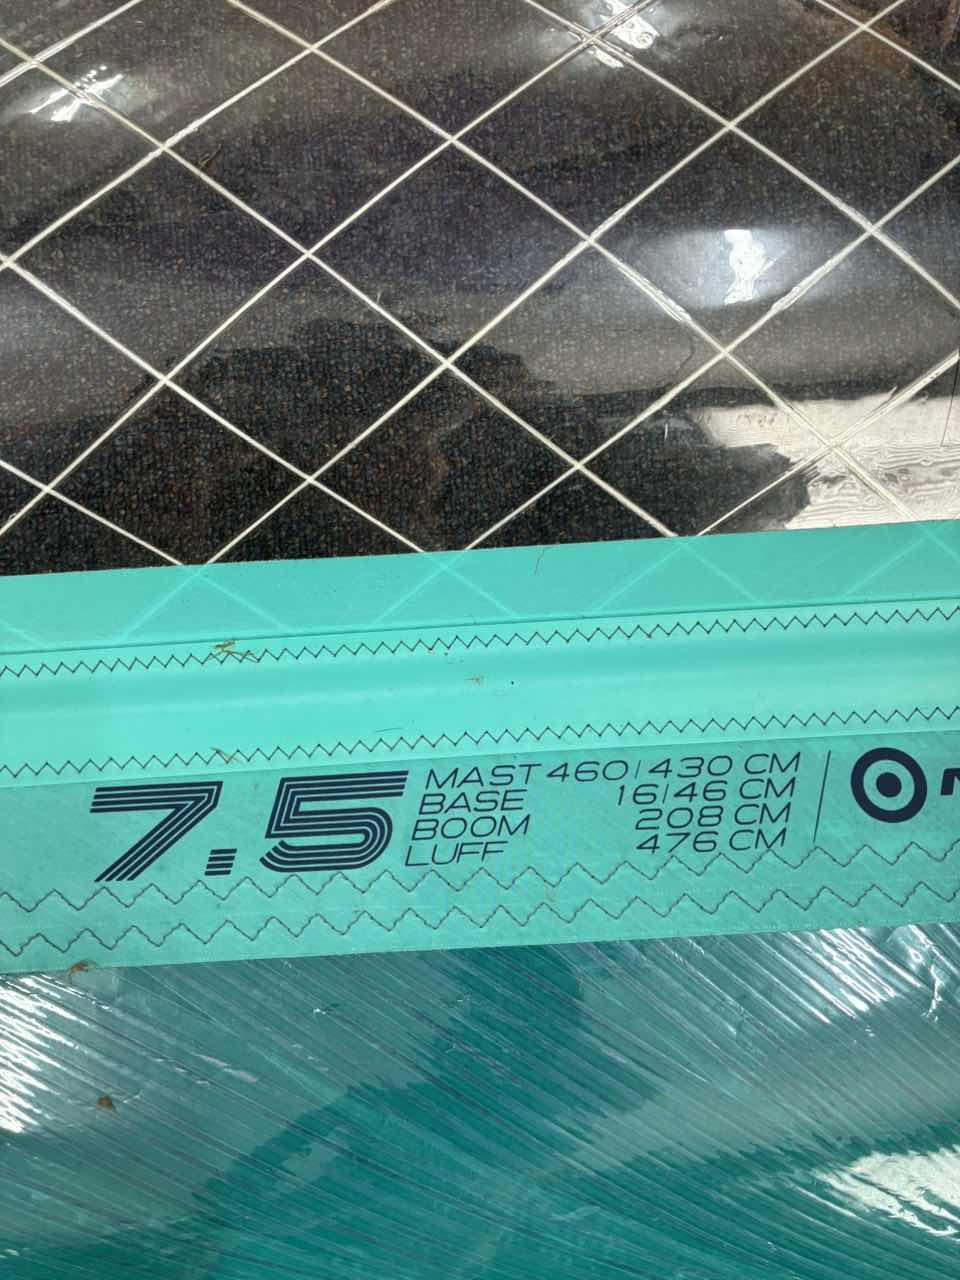 7.5
MAST 460/430 CM
BASE 16/46 CM
BOOM 208 CM
LUFF 476 CM